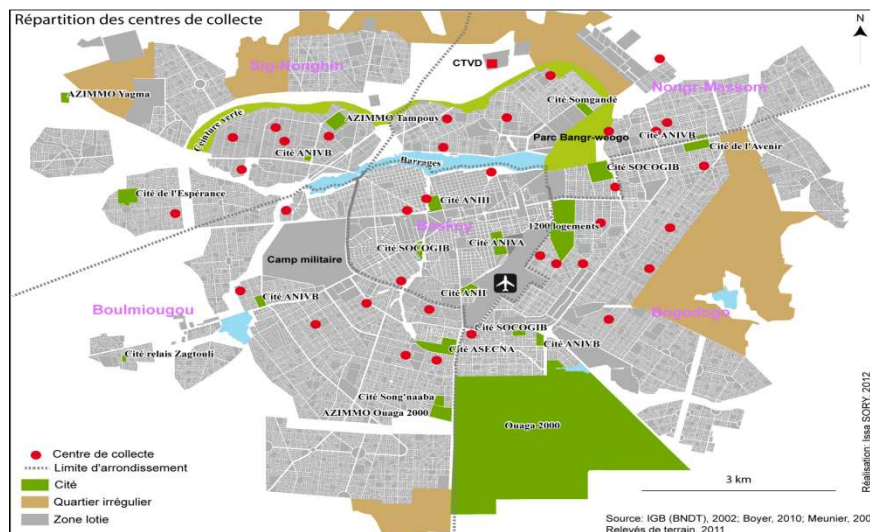 Répartition des centres de collecte
N
Sig-Nonghin
CTVD
Nongr-Massom
AZIMMO Yagma
Cité Somgandé
Ceinture verte
AZIMMO Tampouy
Parc Bangr-weogo
Cité ANIVB
Cité de l'Avenir
Cité ANIVB
Barrages
Cité SOCOGIB
Cité de l'Espérance
Cité ANIII
Baskuy
1200 logements
Cité SOCOGIB
Cité ANIVA
Camp militaire
Cité ANII
Cité ANIVB
Boulmiougou
Bogodogo
Cité SOCOGIB
Cité ANIVB
Cité ASECNA
Cité relais Zagtouli
Cité Song'naaba
AZIMMO Ouaga 2000
Ouaga 2000
Centre de collecte
Limite d'arrondissement
Cité
Quartier irrégulier
Zone lotie
3 km
Réalisation: Issa SORY, 2012
Source: IGB (BNDT), 2002; Boyer, 2010; Meunier, 200
Relevés de terrain, 2011